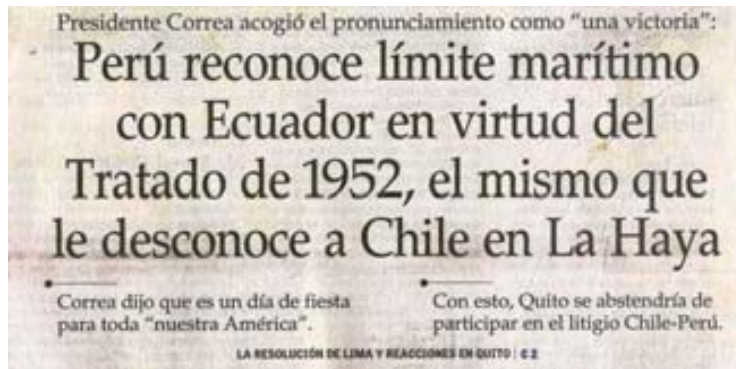 Presidente Correa acogió el pronunciamiento como "una victoria":
Perú reconoce límite marítimo
con Ecuador en virtud del
Tratado de 1952, el mismo que
le desconoce a Chile en La Haya
Correa dijo que es un día de fiesta
para toda "nuestra América".
Con esto, Quito se abstendría de
participar en el litigio Chile-Perú.
LA RESOLUCIÓN DE LIMA Y REACCIONES EN QUITO | C 2